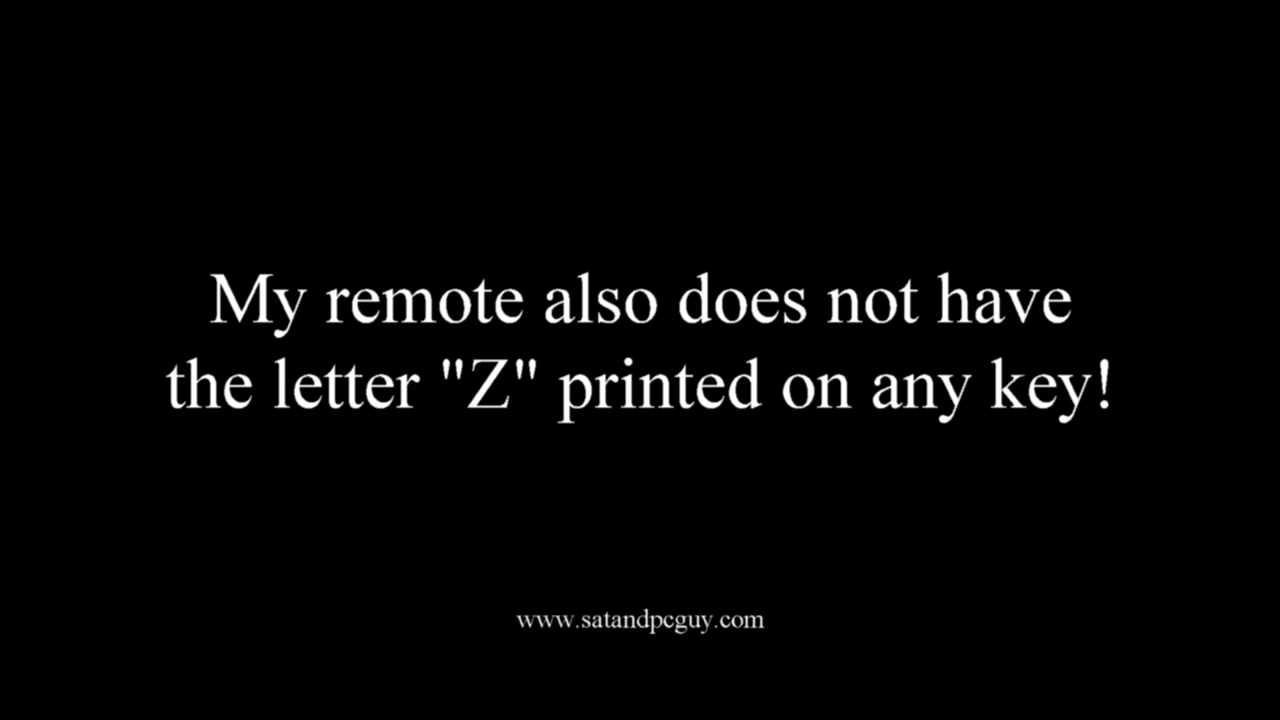 My remote also does not have
the letter "Z" printed on any key!
www.satandpcguy.com